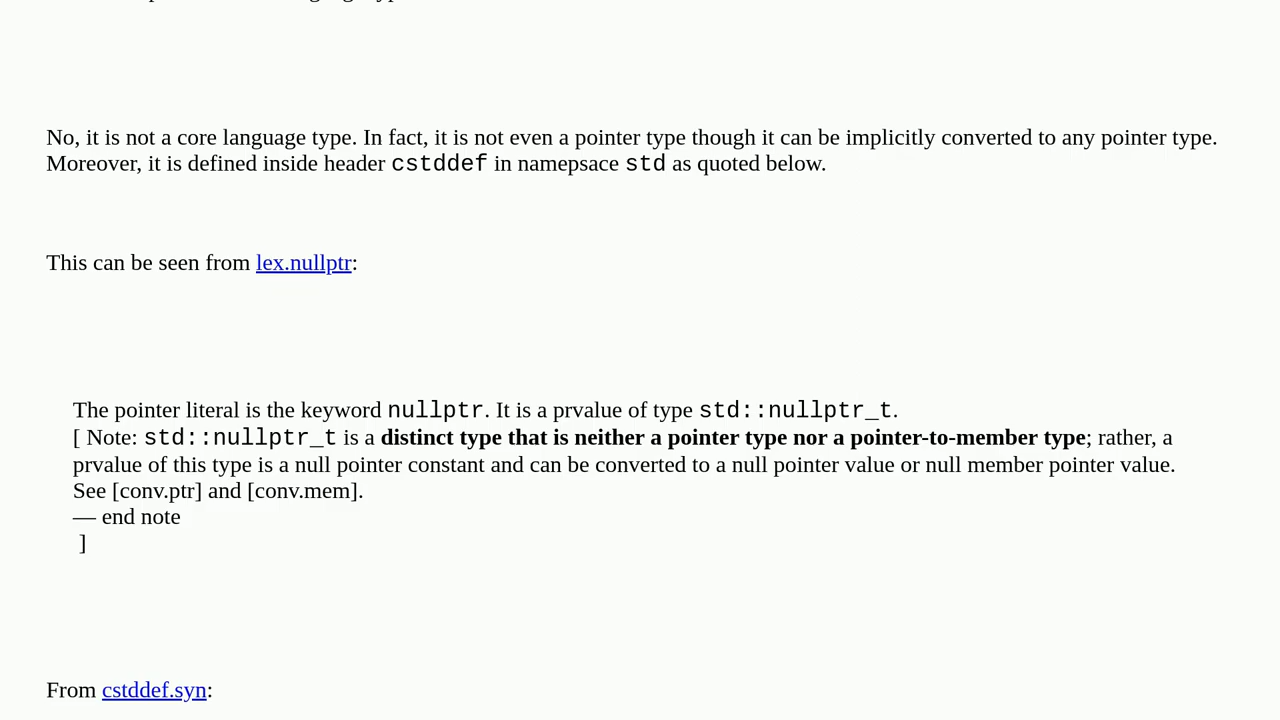 No, it is not a core language type. In fact, it is not even a pointer type though it can be implicitly converted to any pointer type.
Moreover, it is defined inside header cstddef in namepsace std as quoted below.
This can be seen from lex.nullptr:
The pointer literal is the keyword nullptr. It is a prvalue of type std::nullptr_t.
[ Note: std::nullptr_t is a distinct type that is neither a pointer type nor a pointer-to-member type; rather, a
prvalue of this type is a null pointer constant and can be converted to a null pointer value or null member pointer value.
See [conv.ptr] and [conv.mem].
— end note
]
From cstddef.syn: